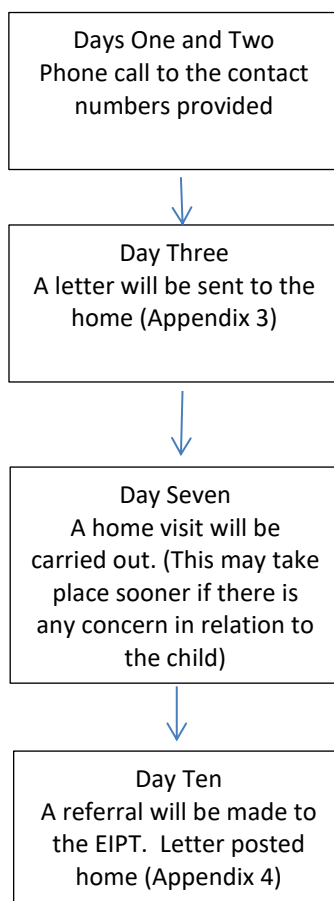 Days One and Two
Phone call to the contact
numbers provided
Day Three
A letter will be sent to the
home (Appendix 3)
Day Seven
A home visit will be
carried out. (This may take
place sooner if there is
any concern in relation to
the child)
Day Ten
A referral will be made to
the EIPT.  Letter posted
home (Appendix 4)